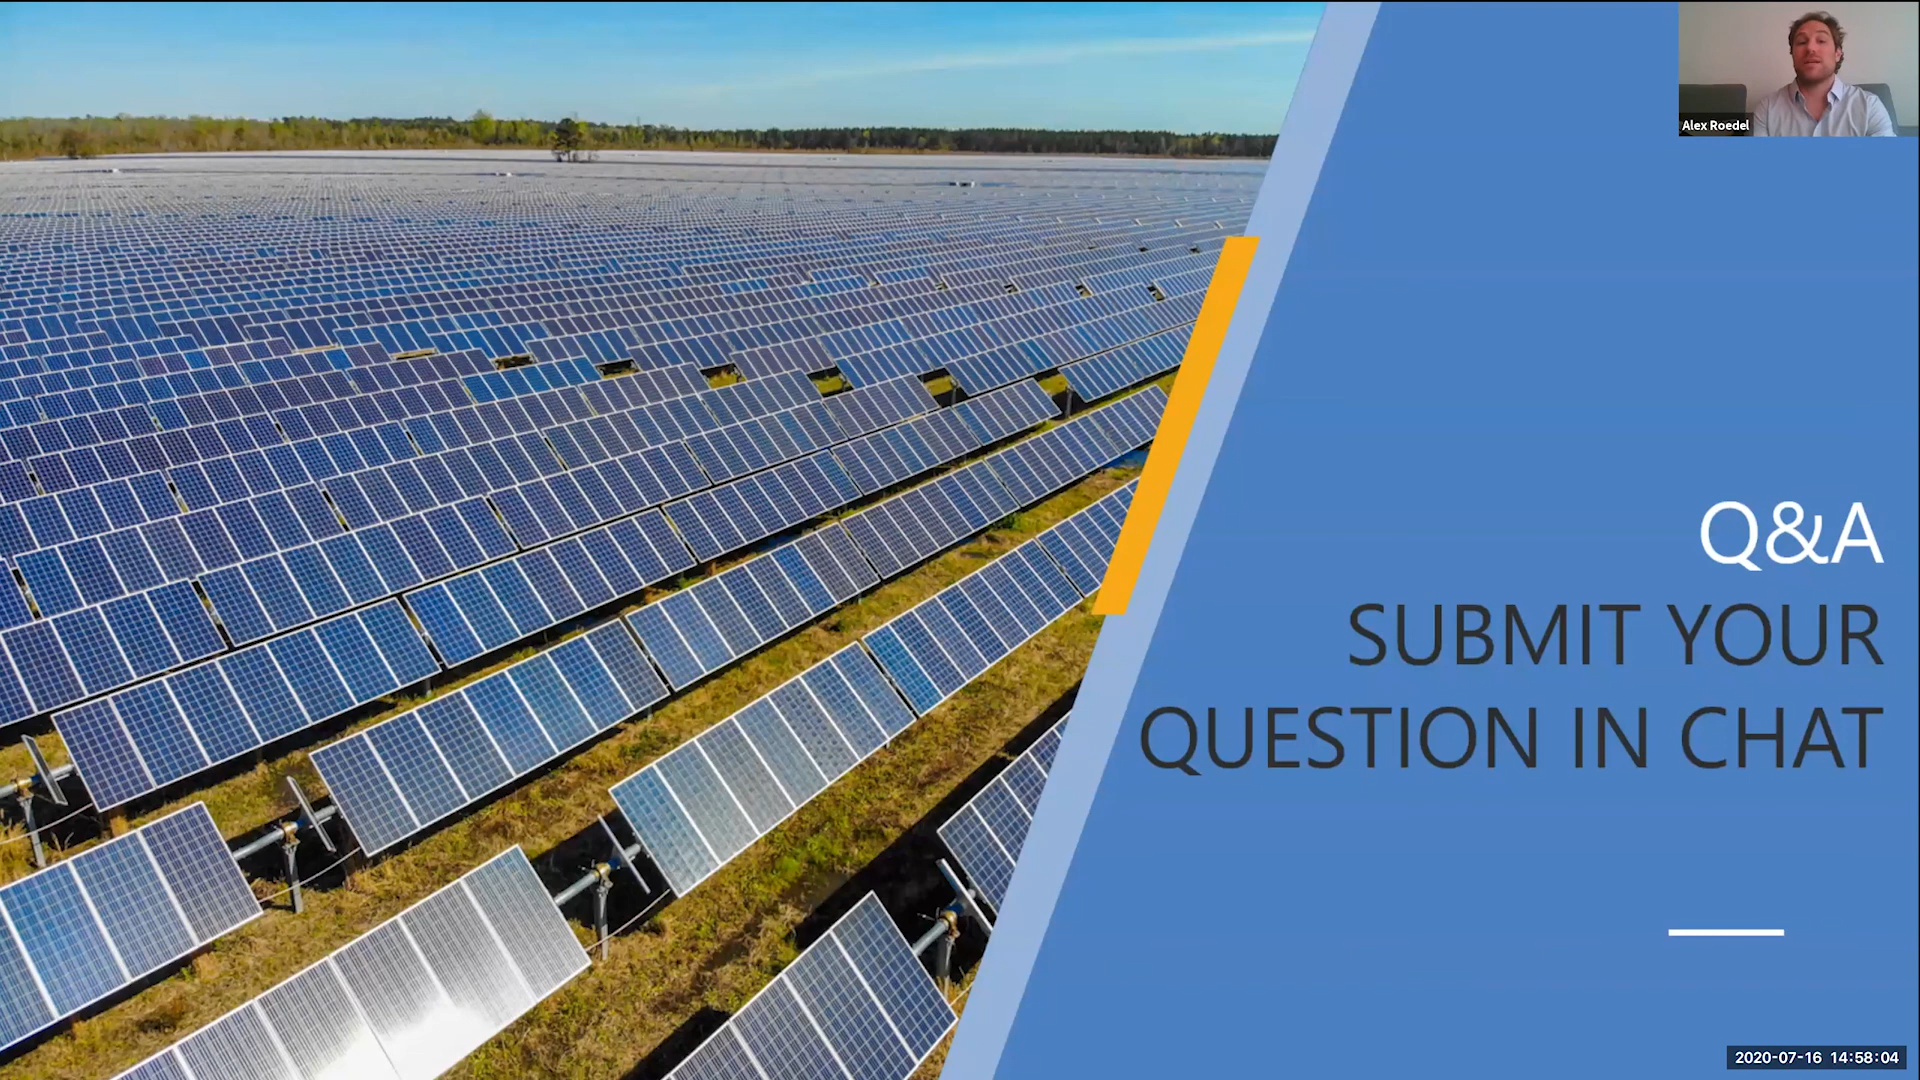 Alex Roedel
Q&A
SUBMIT YOUR
QUESTION IN CHAT
2020-07-16 14:58:04